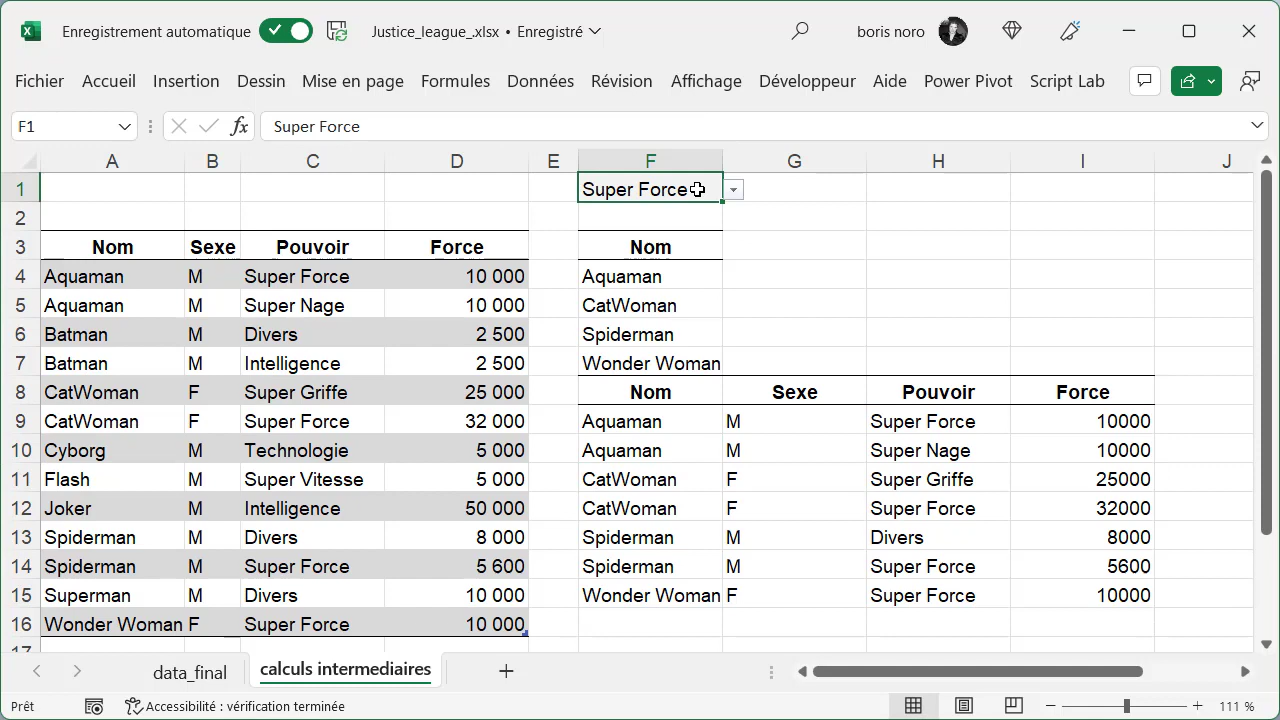 Enregistrement automatique Justice_league_.xlsx • Enregistré boris noro
Fichier Accueil Insertion Dessin Mise en page Formules Données Révision Affichage Développeur Aide Power Pivot Script Lab
F1 fx Super Force
A B C D E F G H I J
1 Super Force
2
3 Nom Sexe Pouvoir Force Nom
4 Aquaman M Super Force 10 000 Aquaman
5 Aquaman M Super Nage 10 000 CatWoman
6 Batman M Divers 2 500 Spiderman
7 Batman M Intelligence 2 500 Wonder Woman
8 CatWoman F Super Griffe 25 000 Nom Sexe Pouvoir Force
9 CatWoman F Super Force 32 000 Aquaman M Super Force 10000
10 Cyborg M Technologie 5 000 Aquaman M Super Nage 10000
11 Flash M Super Vitesse 5 000 CatWoman F Super Griffe 25000
12 Joker M Intelligence 50 000 CatWoman F Super Force 32000
13 Spiderman M Divers 8 000 Spiderman M Divers 8000
14 Spiderman M Super Force 5 600 Spiderman M Super Force 5600
15 Superman M Divers 10 000 Wonder Woman F Super Force 10000
16 Wonder Woman F Super Force 10 000
17
data_final calculs intermediaires +
Prêt Accessibilité : vérification terminée 111 %